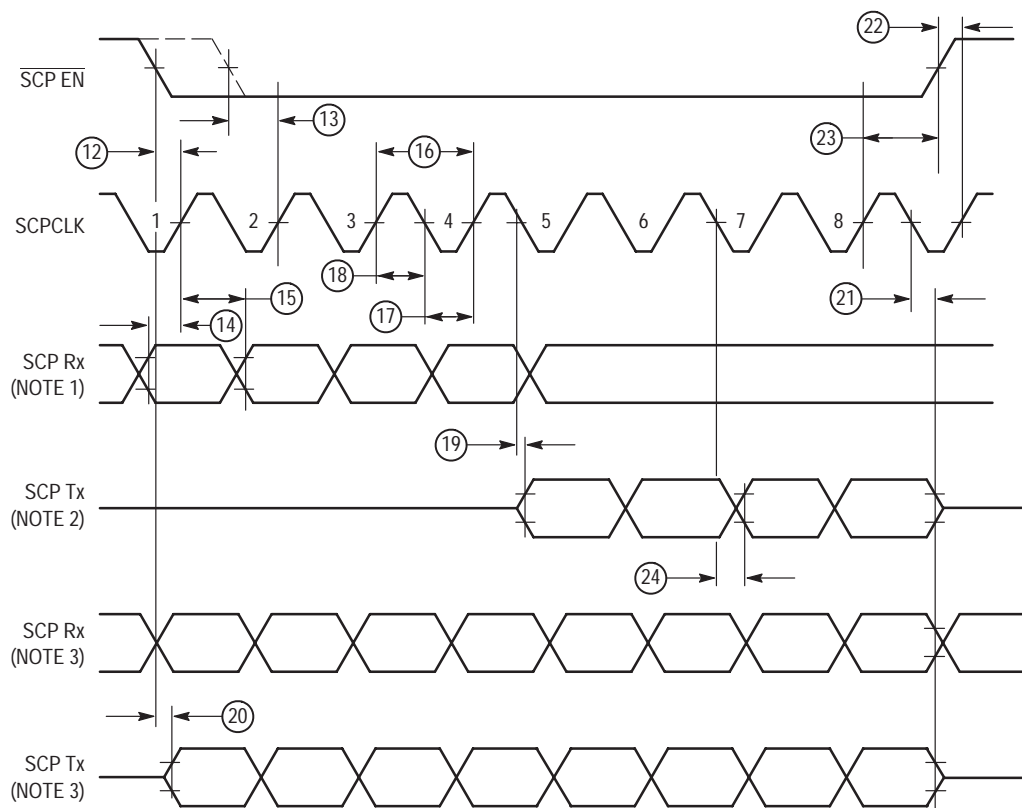 22
SCP EN
13
23
12
16
SCPCLK
1 2 3 4 5 6 7 8
18
15
21
14
17
SCP Rx
(NOTE 1)
19
SCP Tx
(NOTE 2)
24
SCP Rx
(NOTE 3)
20
SCP Tx
(NOTE 3)